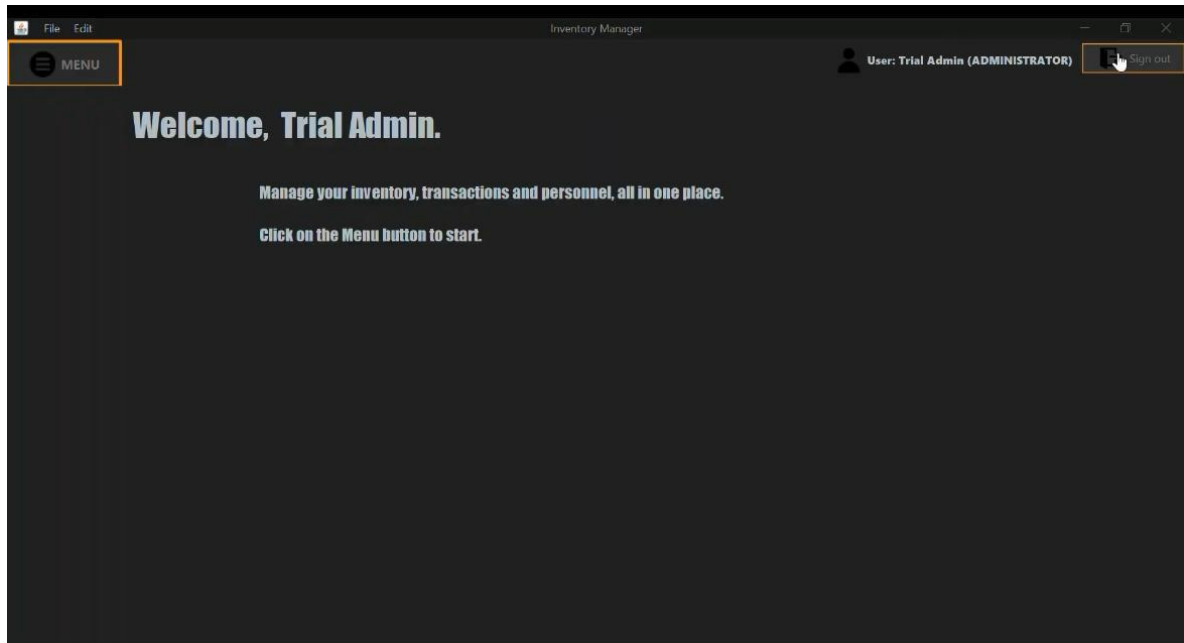 File Edit Inventory Manager
MENU User: Trial Admin (ADMINISTRATOR) Sign out
Welcome, Trial Admin.
Manage your inventory, transactions and personnel, all in one place.
Click on the Menu button to start.